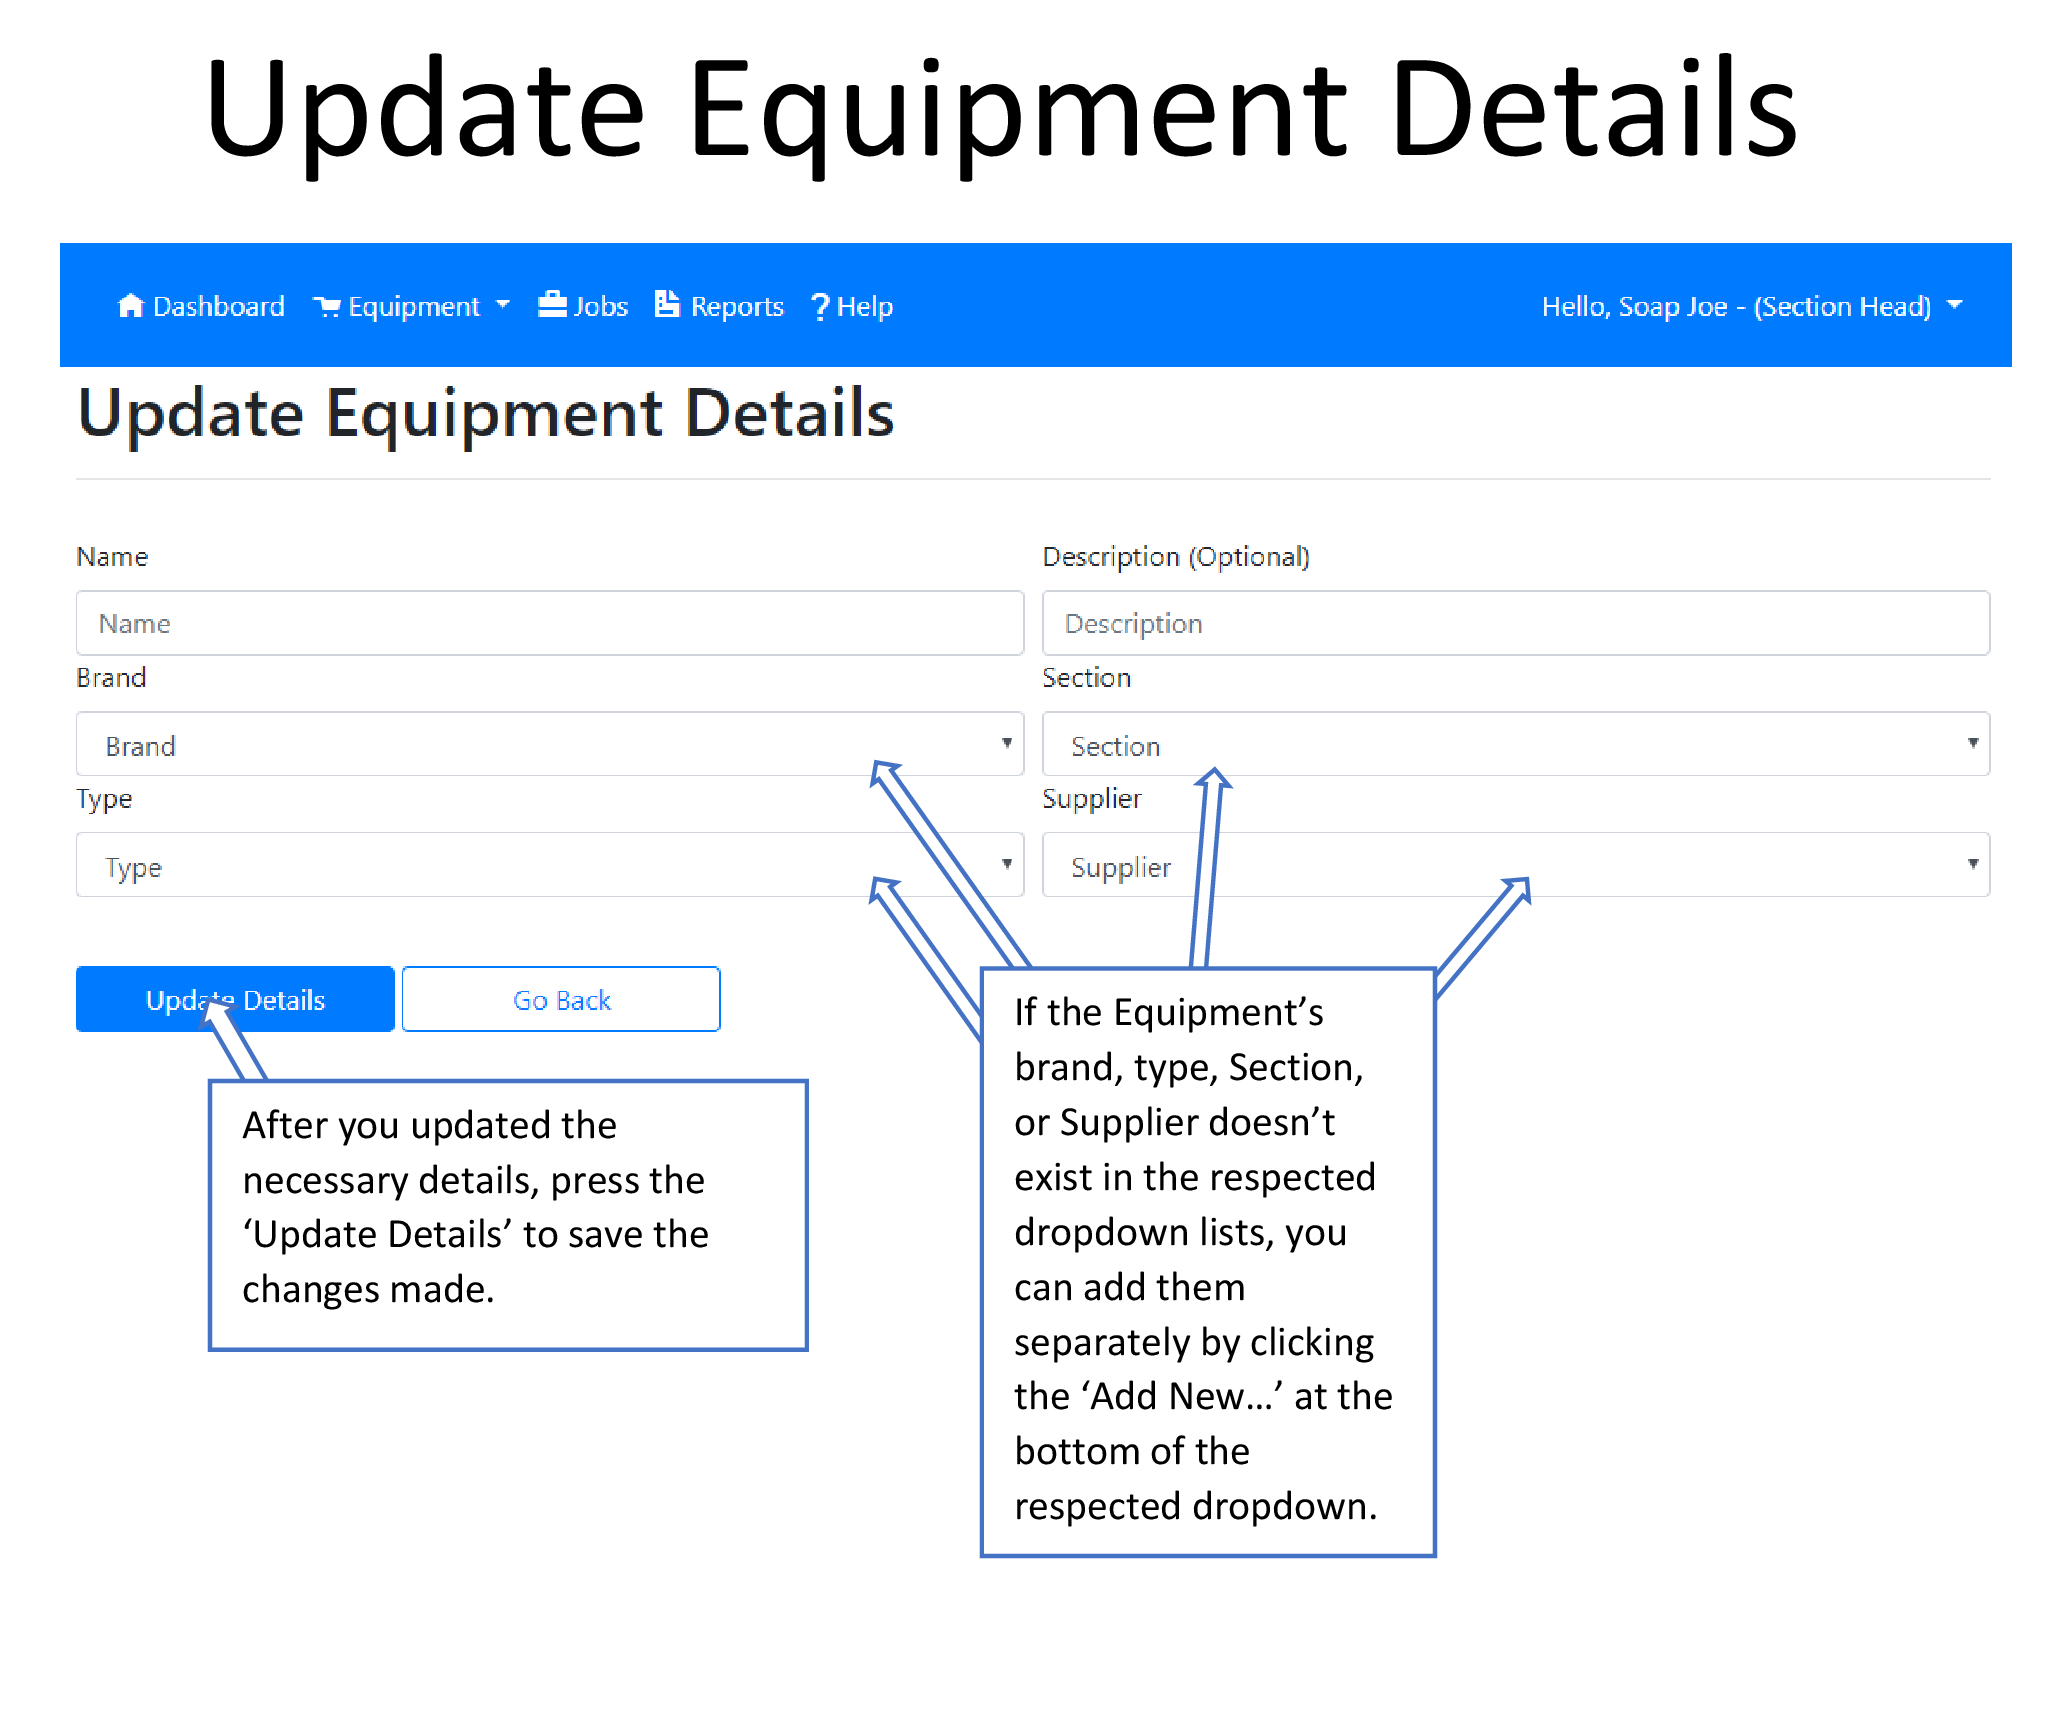 Update Equipment Details
Dashboard Equipment Jobs Reports ? Help Hello, Soap Joe - (Section Head)
Update Equipment Details
Name Description (Optional)
Name Description
Brand Section
Brand Section
Type Supplier
Type Supplier
Update Details Go Back
After you updated the
necessary details, press the
‘Update Details’ to save the
changes made.
If the Equipment’s
brand, type, Section,
or Supplier doesn’t
exist in the respected
dropdown lists, you
can add them
separately by clicking
the ‘Add New…’ at the
bottom of the
respected dropdown.